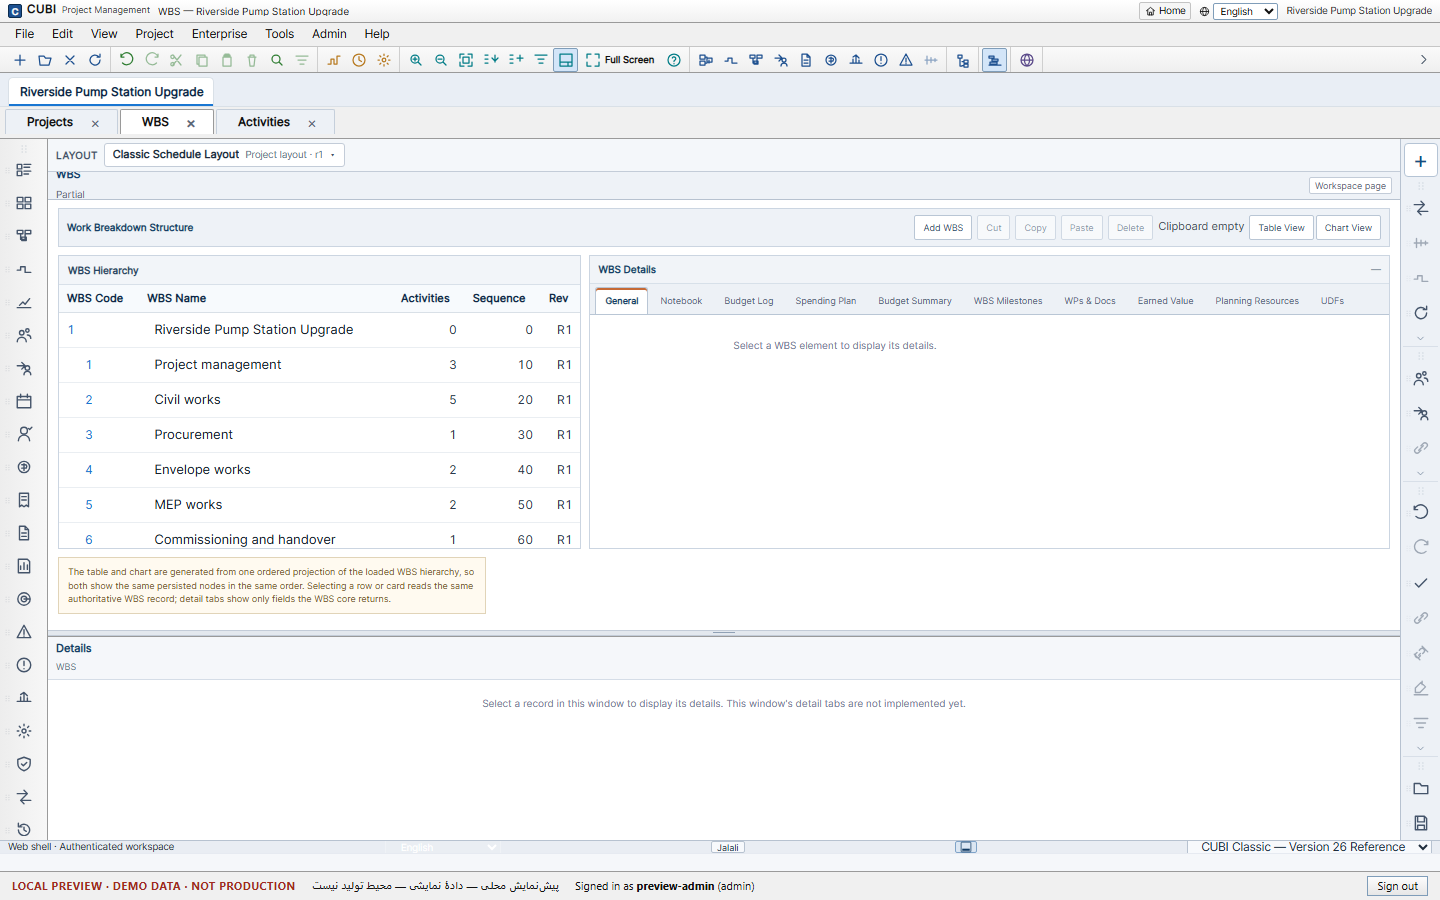 C CUBI Project Management WBS — Riverside Pump Station Upgrade Home English Riverside Pump Station Upgrade
File Edit View Project Enterprise Tools Admin Help
Full Screen
Riverside Pump Station Upgrade
Projects × WBS × Activities ×
LAYOUT Classic Schedule Layout Project layout · r1
WBS
Partial
Workspace page
Work Breakdown Structure Add WBS Cut Copy Paste Delete Clipboard empty Table View Chart View
WBS Hierarchy
WBS Code WBS Name Activities Sequence Rev
1 Riverside Pump Station Upgrade 0 0 R1
1 Project management 3 10 R1
2 Civil works 5 20 R1
3 Procurement 1 30 R1
4 Envelope works 2 40 R1
5 MEP works 2 50 R1
6 Commissioning and handover 1 60 R1
WBS Details —
General Notebook Budget Log Spending Plan Budget Summary WBS Milestones WPs & Docs Earned Value Planning Resources UDFs
Select a WBS element to display its details.
The table and chart are generated from one ordered projection of the loaded WBS hierarchy, so
both show the same persisted nodes in the same order. Selecting a row or card reads the same
authoritative WBS record; detail tabs show only fields the WBS core returns.
Details
WBS
Select a record in this window to display its details. This window's detail tabs are not implemented yet.
Web shell · Authenticated workspace English Jalali CUBI Classic — Version 26 Reference
LOCAL PREVIEW · DEMO DATA · NOT PRODUCTION پیش‌نمایش محلی — دادهٔ نمایشی — محیط تولید نیست Signed in as preview-admin (admin) Sign out